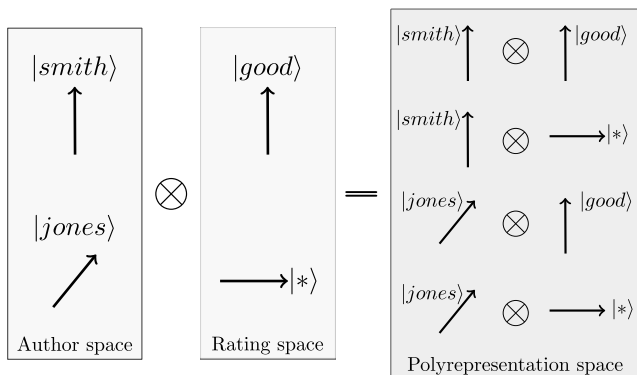 |smith⟩
|jones⟩
Author space
⊗
|good⟩
|*⟩
Rating space
=
|smith⟩ ⊗ |good⟩
|smith⟩ ⊗ |*⟩
|jones⟩ ⊗ |good⟩
|jones⟩ ⊗ |*⟩
Polyrepresentation space